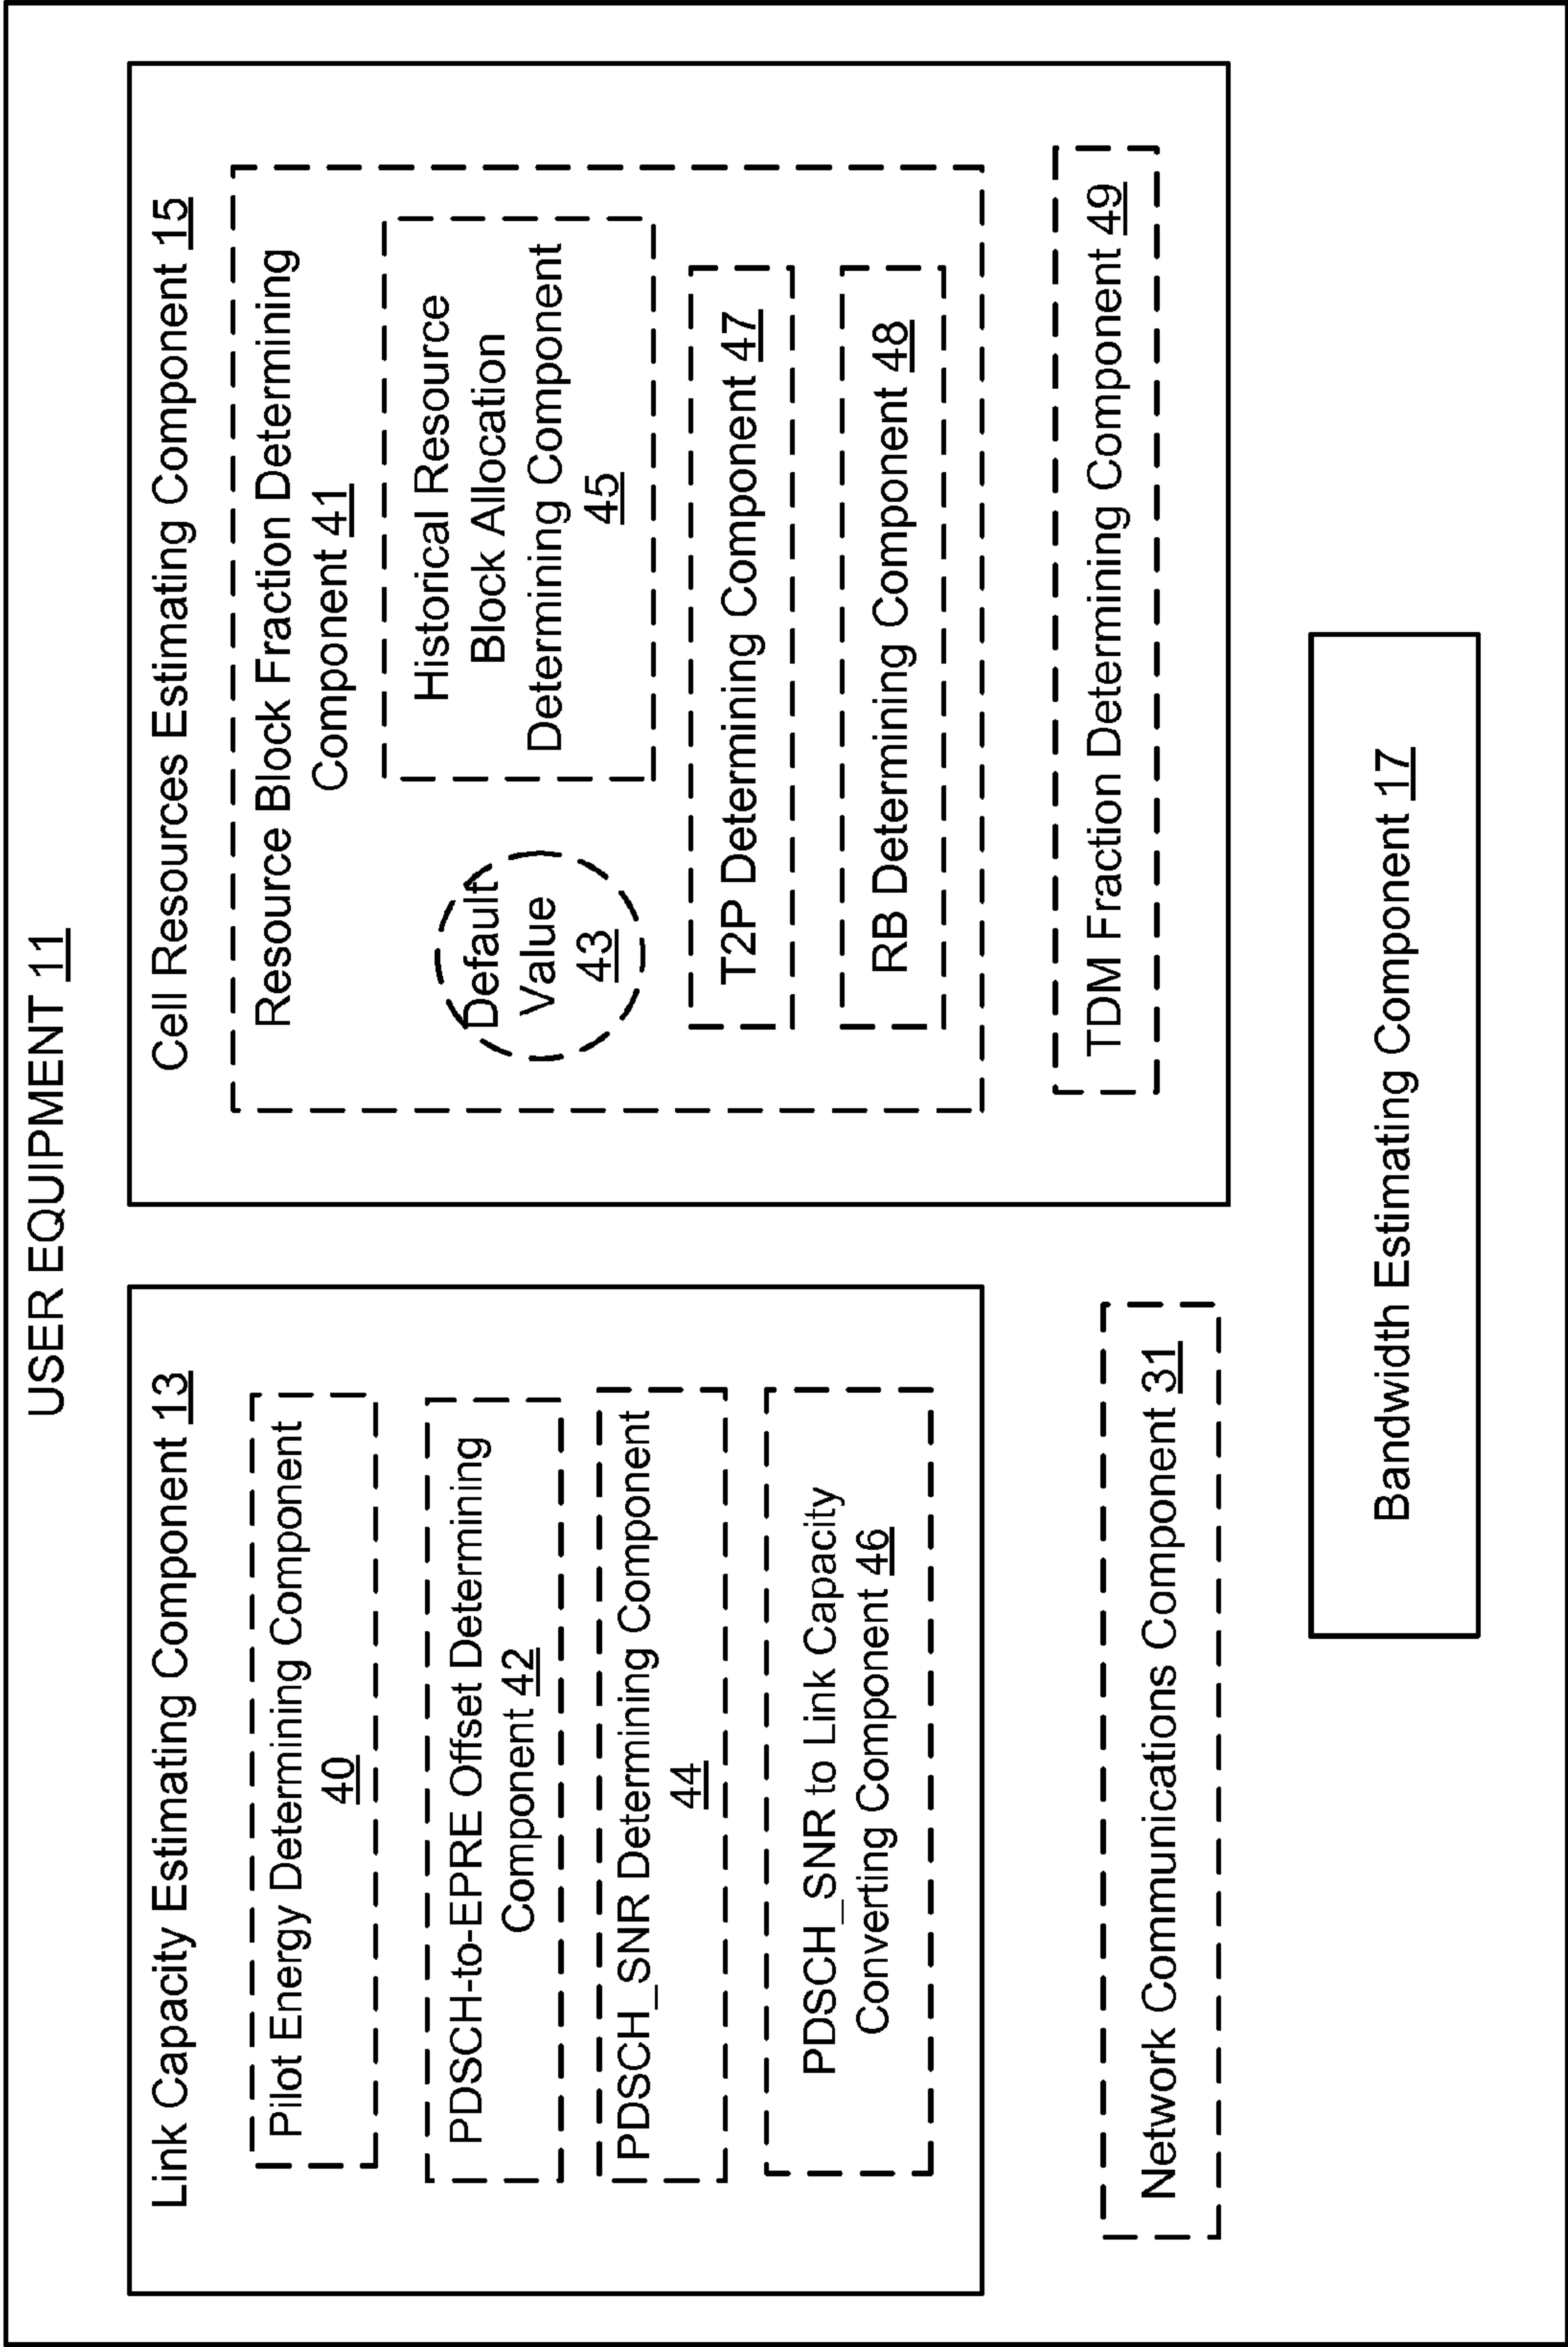 USER EQUIPMENT 11
Link Capacity Estimating Component 13
Pilot Energy Determining Component
40
PDSCH-to-EPRE Offset Determining
Component 42
PDSCH_SNR Determining Component
44
PDSCH_SNR to Link Capacity
Converting Component 46
Network Communications Component 31
Cell Resources Estimating Component 15
Resource Block Fraction Determining
Component 41
Default
Value
43
Historical Resource
Block Allocation
Determining Component
45
T2P Determining Component 47
RB Determining Component 48
TDM Fraction Determining Component 49
Bandwidth Estimating Component 17